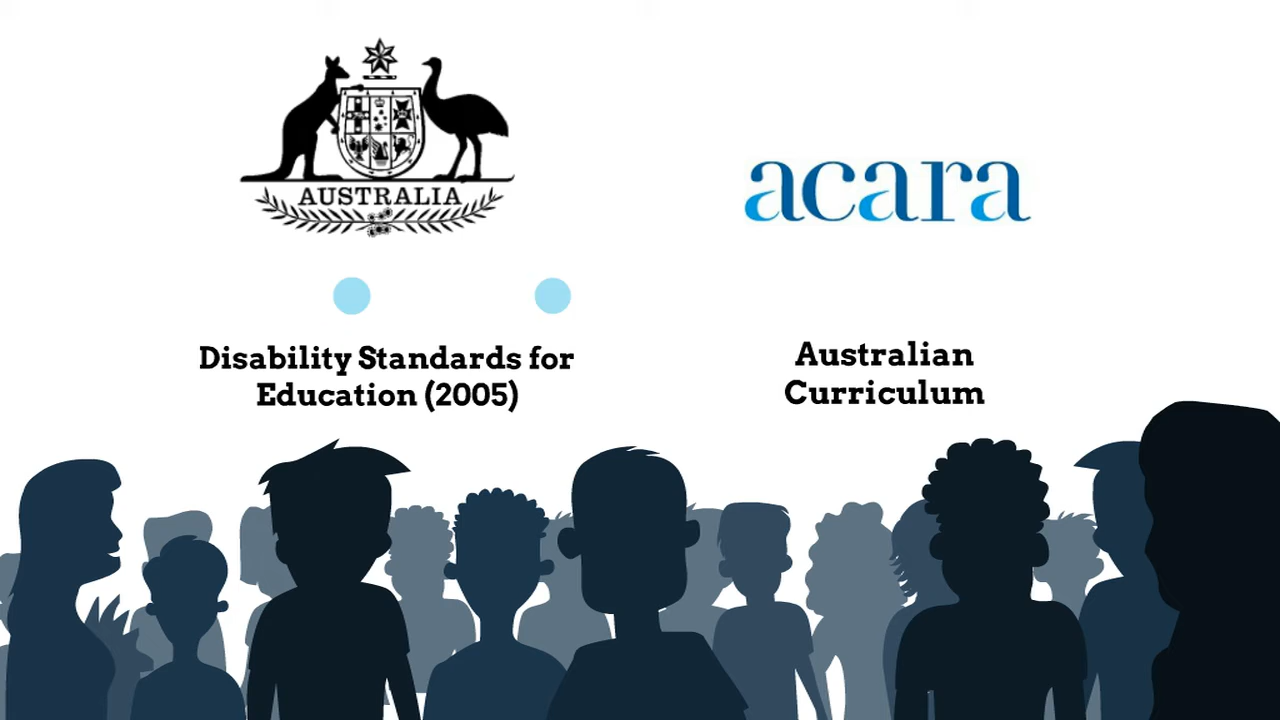 AUSTRALIA
acara
Disability Standards for
Education (2005)
Australian
Curriculum